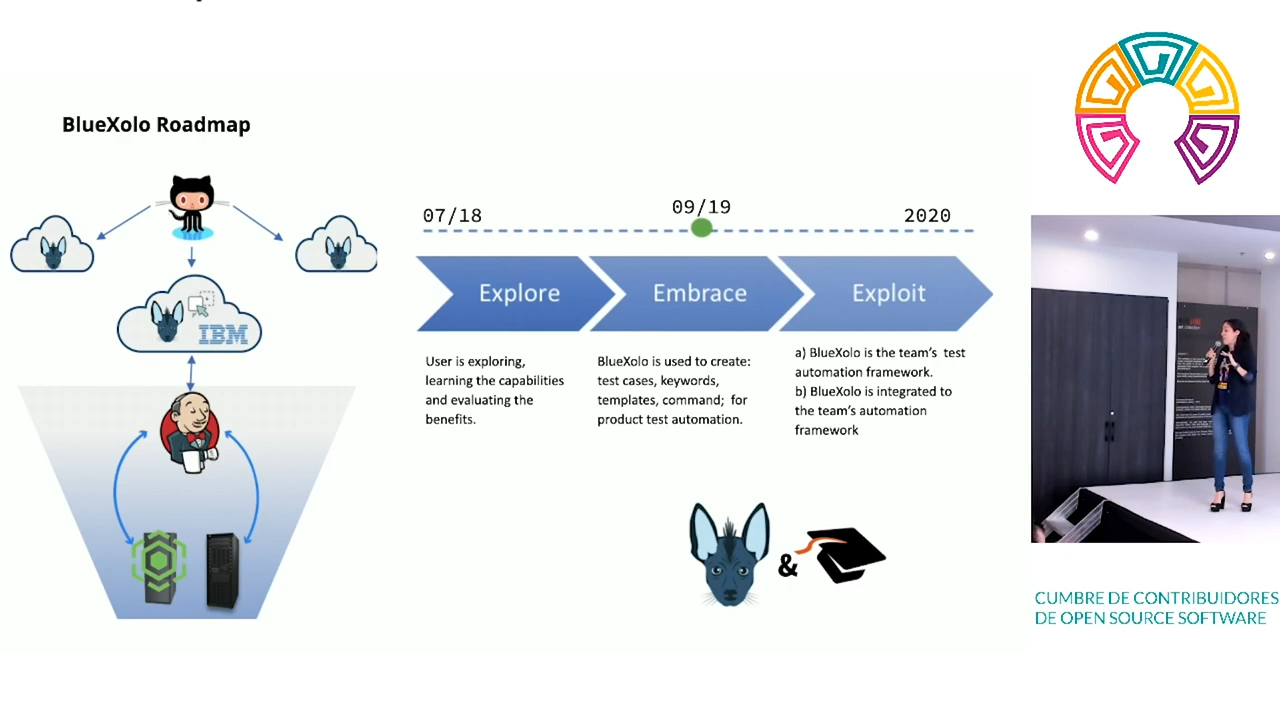 BlueXolo Roadmap
IBM
07/18
09/19
2020
Explore
Embrace
Exploit
User is exploring,
learning the capabilities
and evaluating the
benefits.
BlueXolo is used to create:
test cases, keywords,
templates, command; for
product test automation.
a) BlueXolo is the team's test
automation framework.
b) BlueXolo is integrated to
the team's automation
framework
&
CUMBRE DE CONTRIBUIDORES
DE OPEN SOURCE SOFTWARE